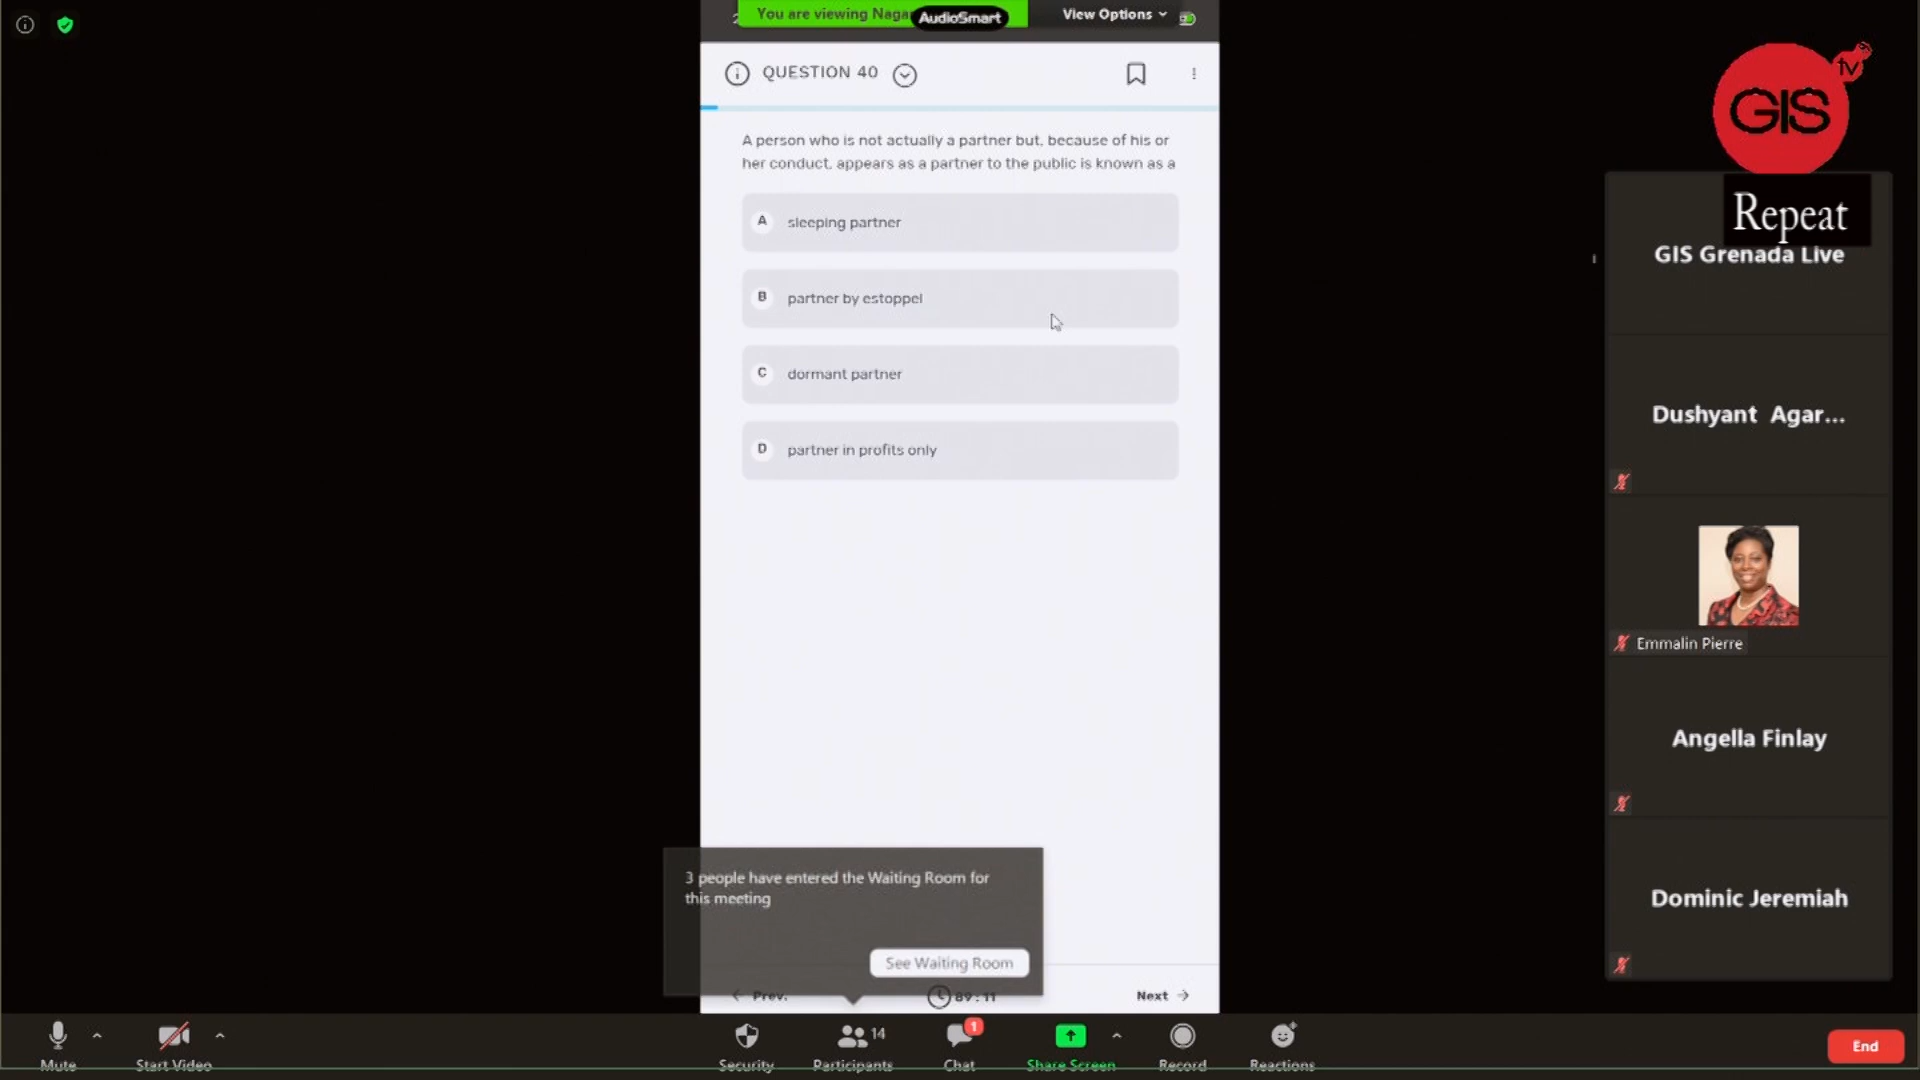 You are viewing Naga
AudioSmart
View Options
QUESTION 40
A person who is not actually a partner but, because of his or
her conduct, appears as a partner to the public is known as a
A sleeping partner
B partner by estoppel
C dormant partner
D partner in profits only
3 people have entered the Waiting Room for
this meeting
See Waiting Room
Prev.
89:11
Next
GIS
tv
Repeat
GIS Grenada Live
Dushyant Agar...
Emmalin Pierre
Angella Finlay
Dominic Jeremiah
Mute
Start Video
Security
14
Participants
1
Chat
Share Screen
Record
Reactions
End